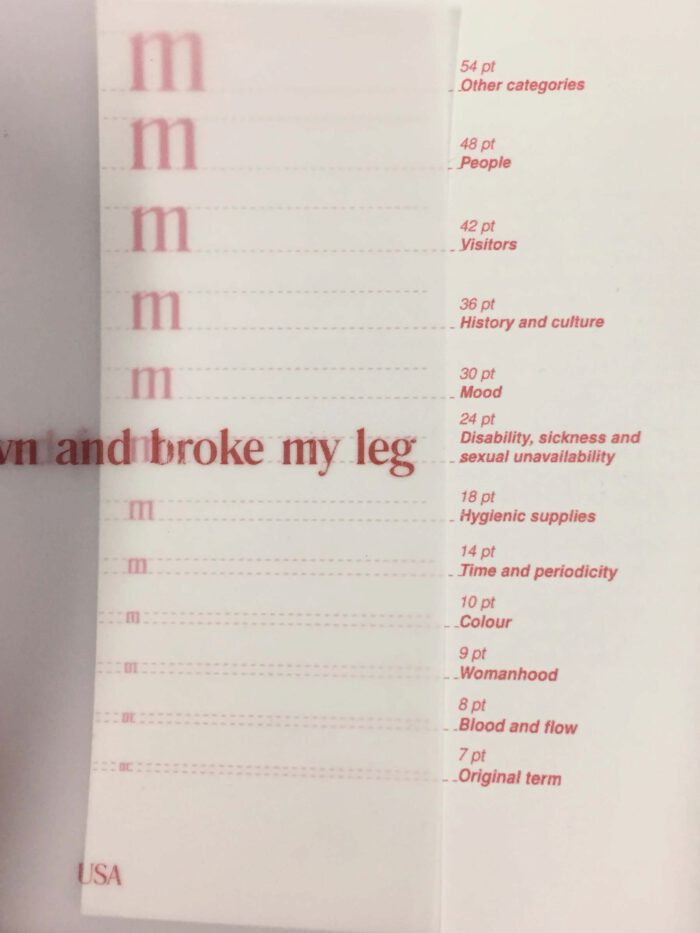 m
54 pt
Other categories
m
48 pt
People
m
42 pt
Visitors
m
36 pt
History and culture
m
30 pt
Mood
24 pt
Disability, sickness and
sexual unavailability
and broke my leg
m
18 pt
Hygienic supplies
m
14 pt
Time and periodicity
m
10 pt
Colour
m
9 pt
Womanhood
m
8 pt
Blood and flow
m
7 pt
Original term
USA